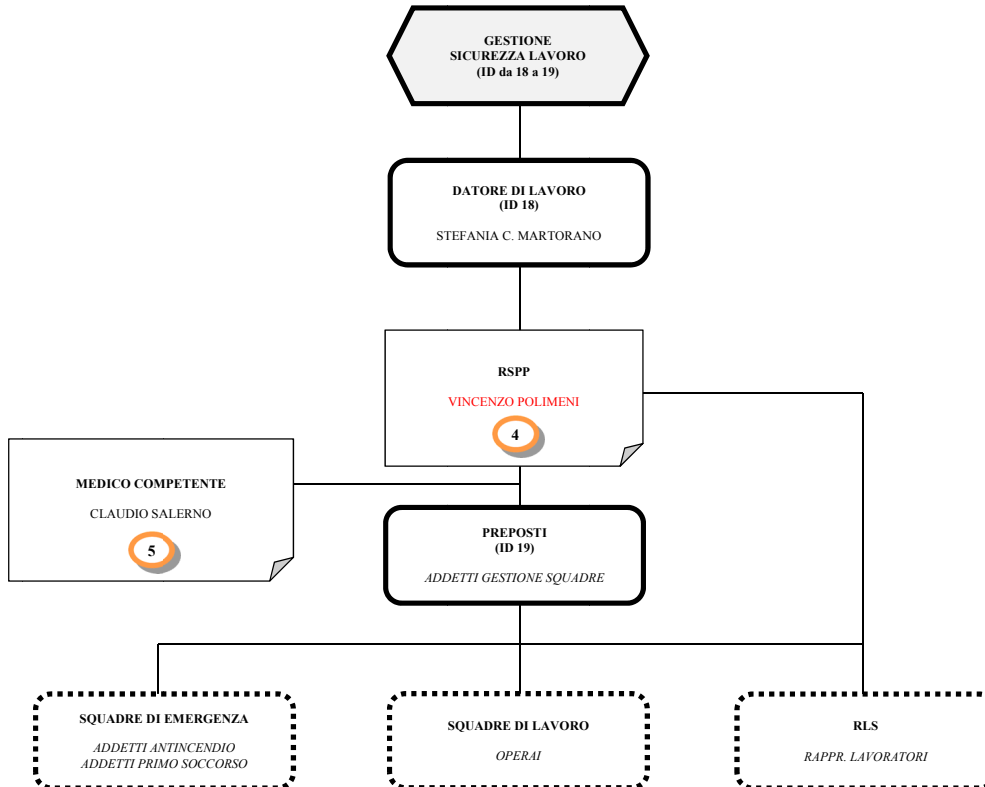 GESTIONE
SICUREZZA LAVORO
(ID da 18 a 19)
DATORE DI LAVORO
(ID 18)
STEFANIA C. MARTORANO
RSPP
VINCENZO POLIMENI
4
MEDICO COMPETENTE
CLAUDIO SALERNO
5
PREPOSTI
(ID 19)
ADDETTI GESTIONE SQUADRE
SQUADRE DI EMERGENZA
ADDETTI ANTINCENDIO
ADDETTI PRIMO SOCCORSO
SQUADRE DI LAVORO
OPERAI
RLS
RAPPR. LAVORATORI